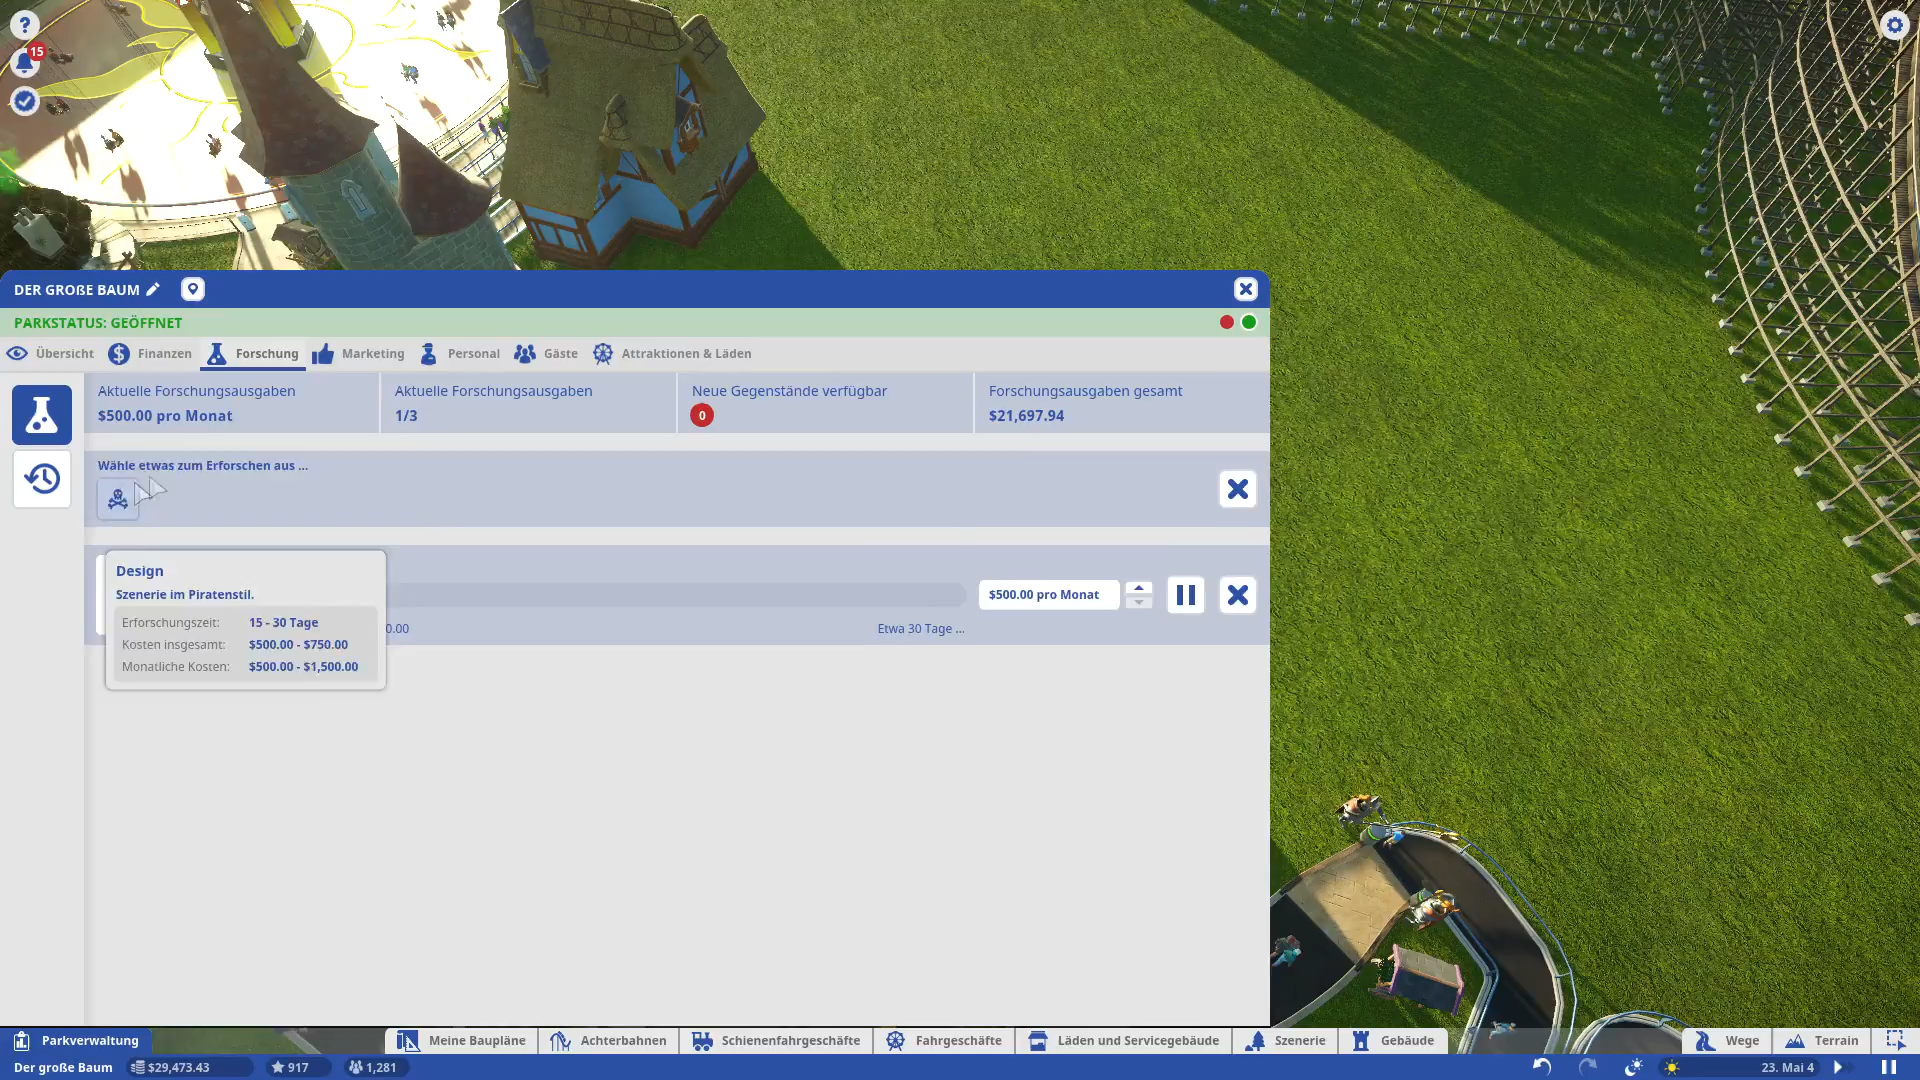 ?
15
DER GROẞE BAUM
PARKSTATUS: GEÖFFNET
Übersicht
Finanzen
Forschung
Marketing
Personal
Gäste
Attraktionen & Läden
Aktuelle Forschungsausgaben
$500.00 pro Monat
Aktuelle Forschungsausgaben
1/3
Neue Gegenstände verfügbar
0
Forschungsausgaben gesamt
$21,697.94
Wähle etwas zum Erforschen aus ...
Design
Szenerie im Piratenstil.
Erforschungszeit: 15 - 30 Tage
Kosten insgesamt: $500.00 - $750.00
Monatliche Kosten: $500.00 - $1,500.00
0.00
Etwa 30 Tage ...
$500.00 pro Monat
Parkverwaltung
Meine Baupläne
Achterbahnen
Schienenfahrgeschäfte
Fahrgeschäfte
Läden und Servicegebäude
Szenerie
Gebäude
Wege
Terrain
Der große Baum
$29,473.43
917
1,281
23. Mai 4